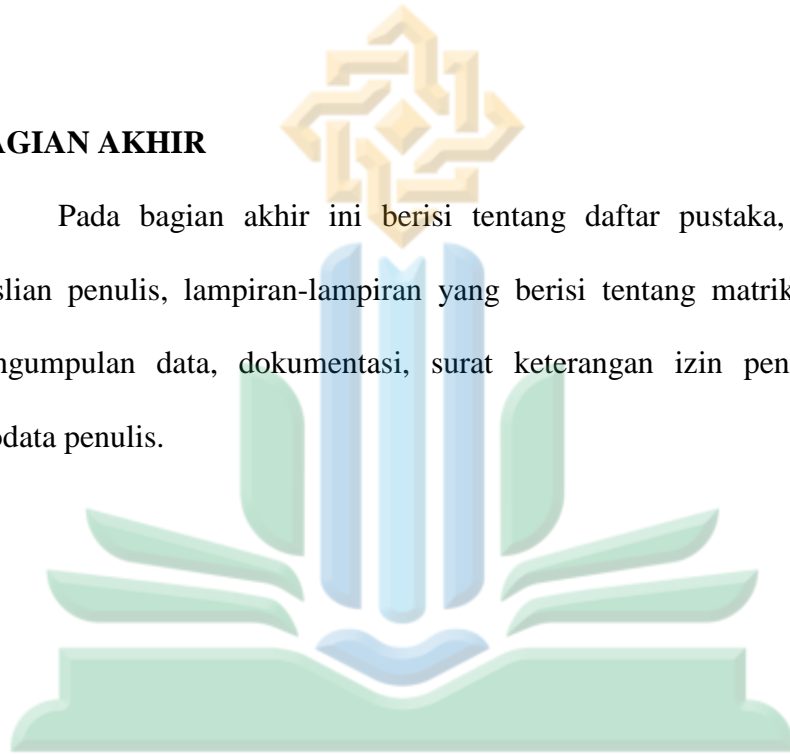 AGIAN AKHIR
Pada bagian akhir ini berisi tentang daftar pustaka,
slian penulis, lampiran-lampiran yang berisi tentang matrik
ngumpulan data, dokumentasi, surat keterangan izin pen
odata penulis.